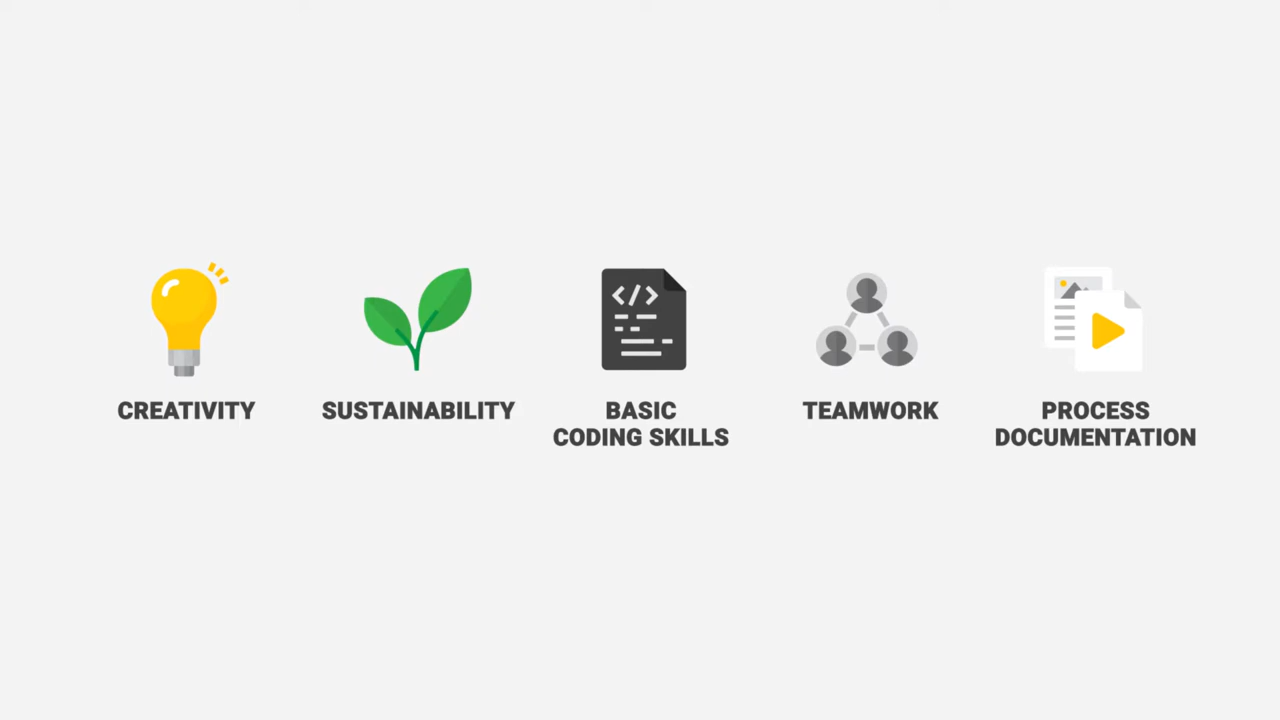 CREATIVITY
SUSTAINABILITY
BASIC
CODING SKILLS
TEAMWORK
PROCESS
DOCUMENTATION